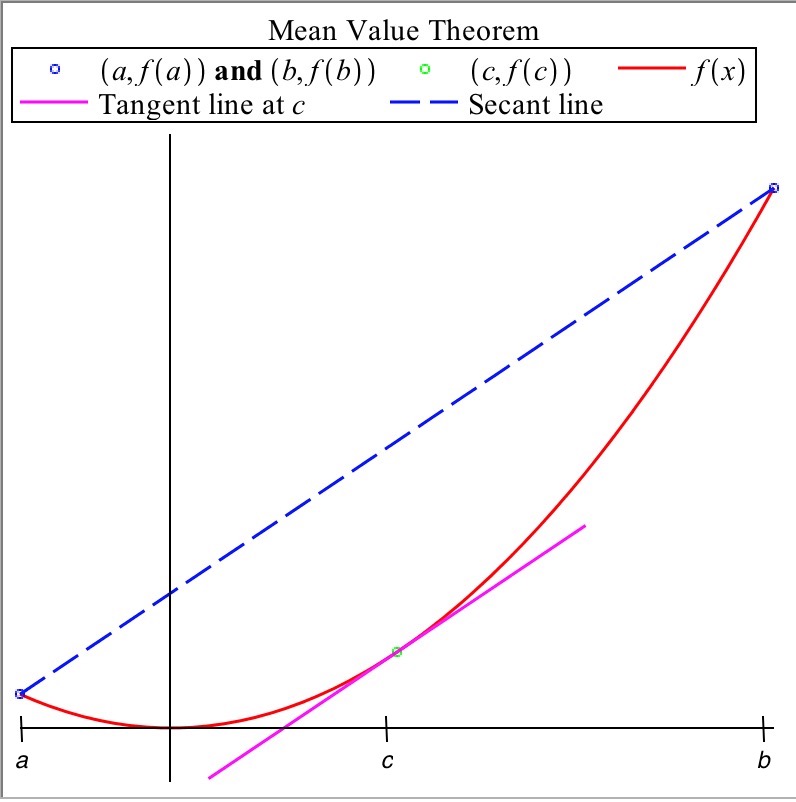 Mean Value Theorem
(a, f(a)) and (b, f(b)) (c, f(c)) f(x)
Tangent line at c Secant line
a c b